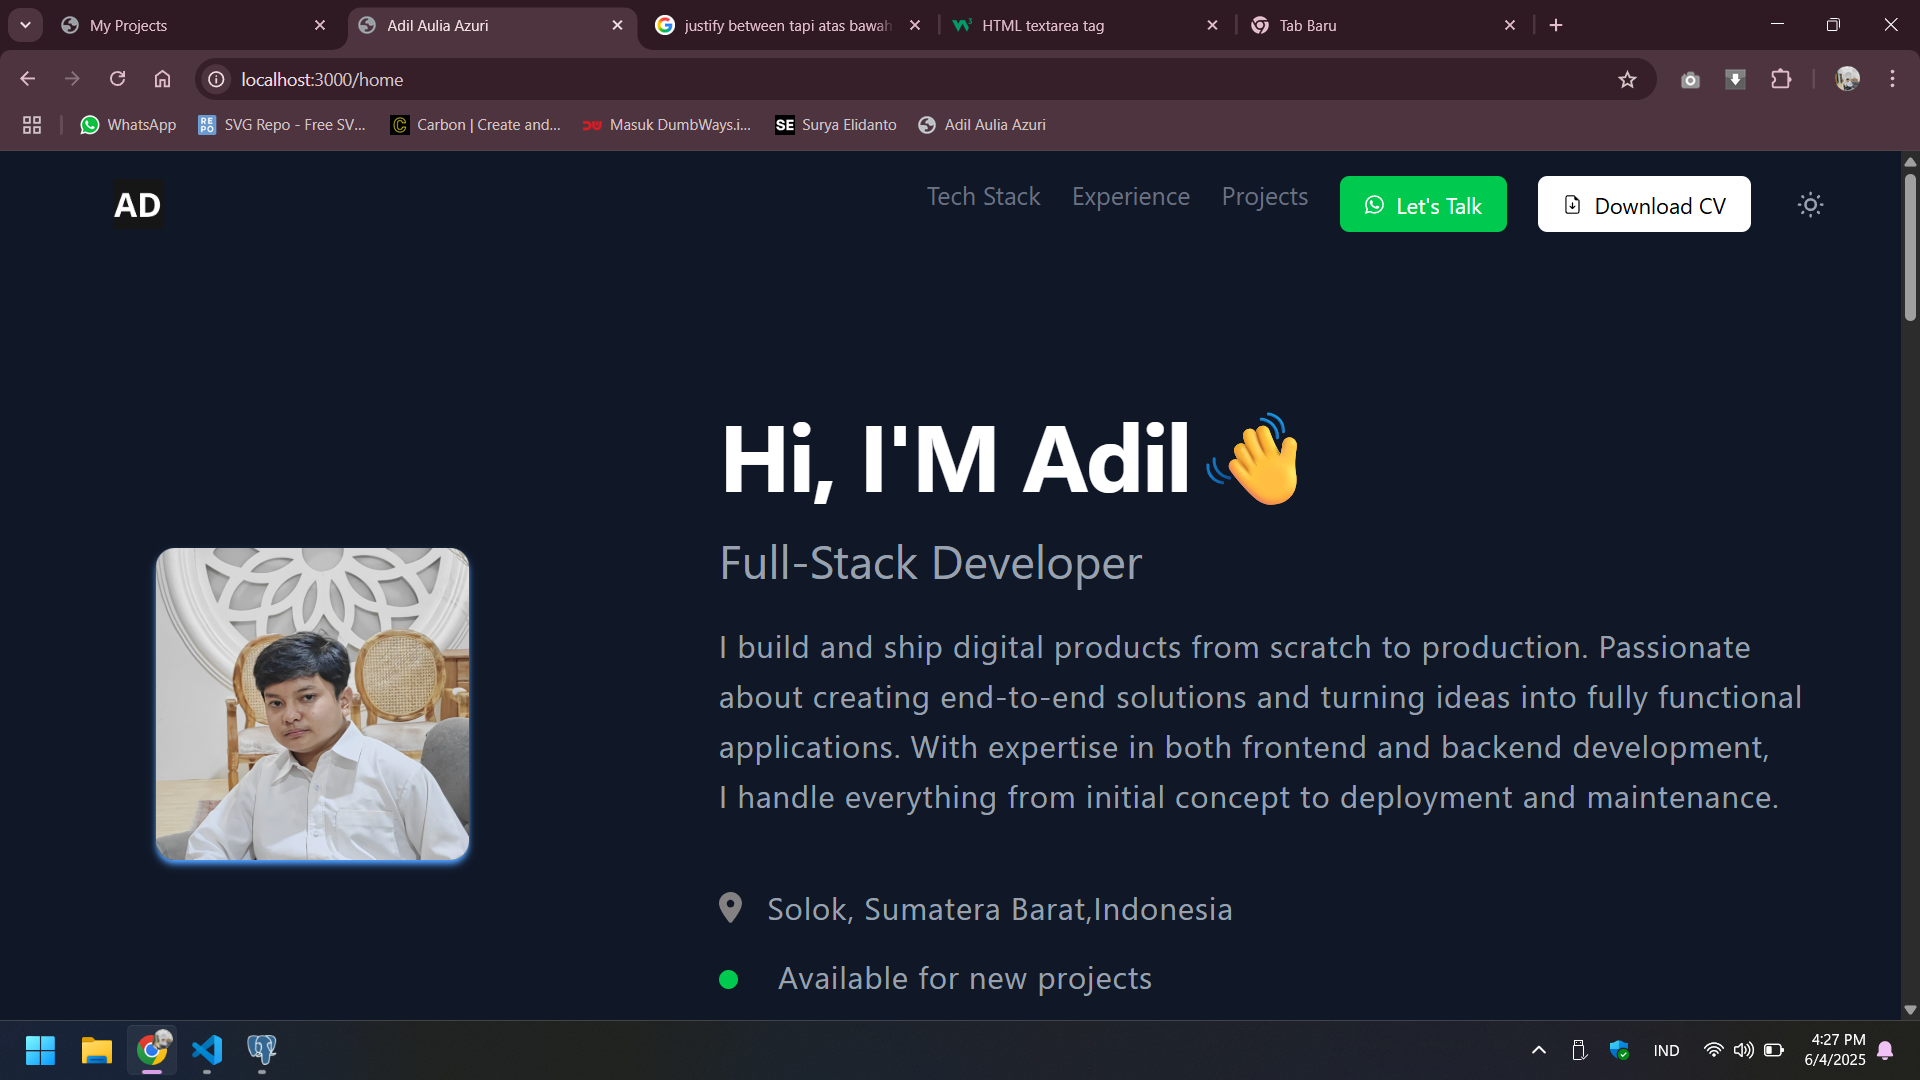 My Projects
Adil Aulia Azuri
justify between tapi atas bawah
HTML textarea tag
Tab Baru
localhost:3000/home
WhatsApp
REPO
SVG Repo - Free SV...
Carbon | Create and...
Masuk DumbWays.i...
SE
Surya Elidanto
Adil Aulia Azuri
AD
Tech Stack
Experience
Projects
Let's Talk
Download CV
Hi, I'M Adil
Full-Stack Developer
I build and ship digital products from scratch to production. Passionate
about creating end-to-end solutions and turning ideas into fully functional
applications. With expertise in both frontend and backend development,
I handle everything from initial concept to deployment and maintenance.
Solok, Sumatera Barat,Indonesia
Available for new projects
IND
4:27 PM
6/4/2025